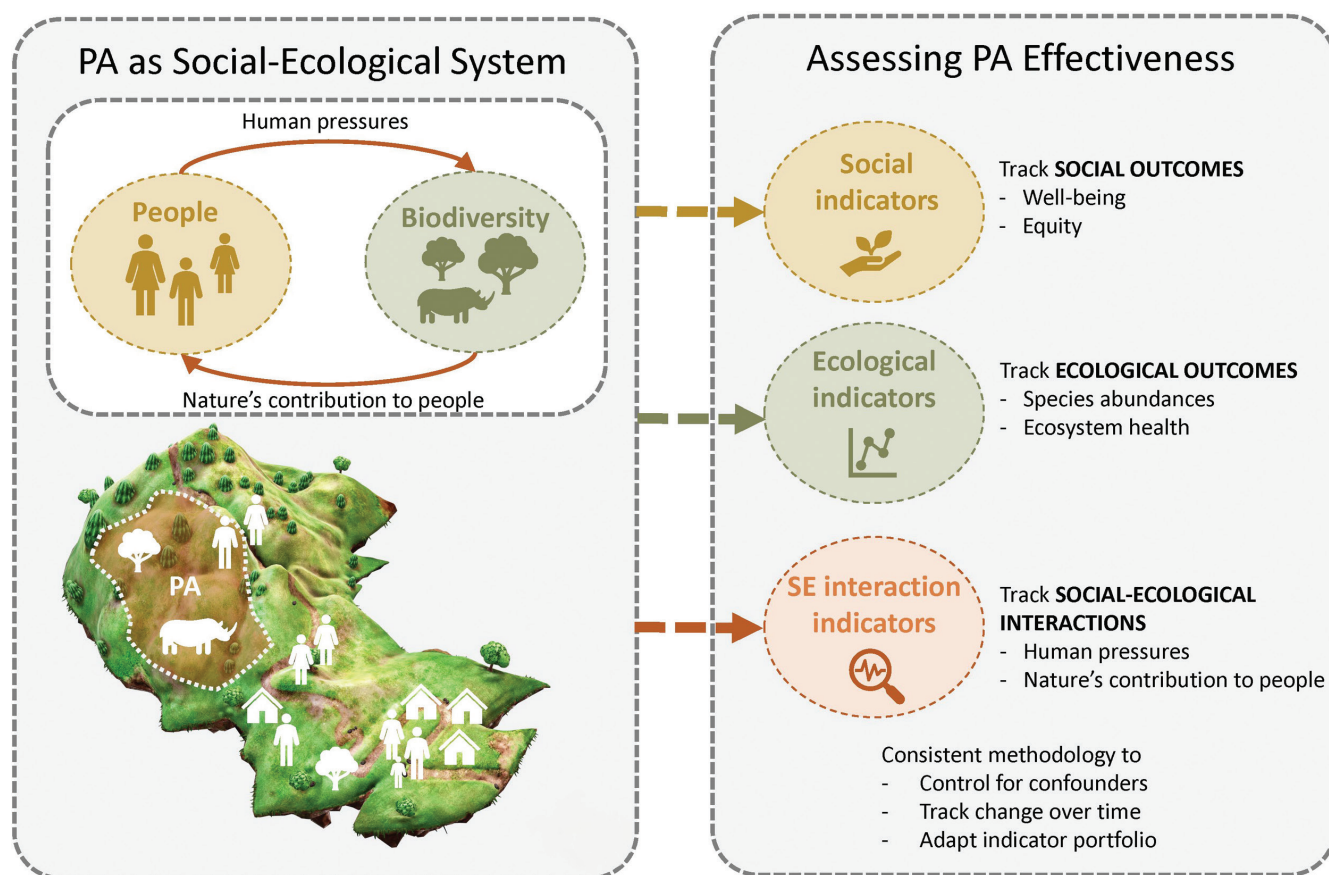 PA as Social-Ecological System
Human pressures
People
Biodiversity
Nature's contribution to people
PA
Assessing PA Effectiveness
Social
indicators
Track SOCIAL OUTCOMES
- Well-being
- Equity
Ecological
indicators
Track ECOLOGICAL OUTCOMES
- Species abundances
- Ecosystem health
SE interaction
indicators
Track SOCIAL-ECOLOGICAL
INTERACTIONS
- Human pressures
- Nature's contribution to people
Consistent methodology to
- Control for confounders
- Track change over time
- Adapt indicator portfolio